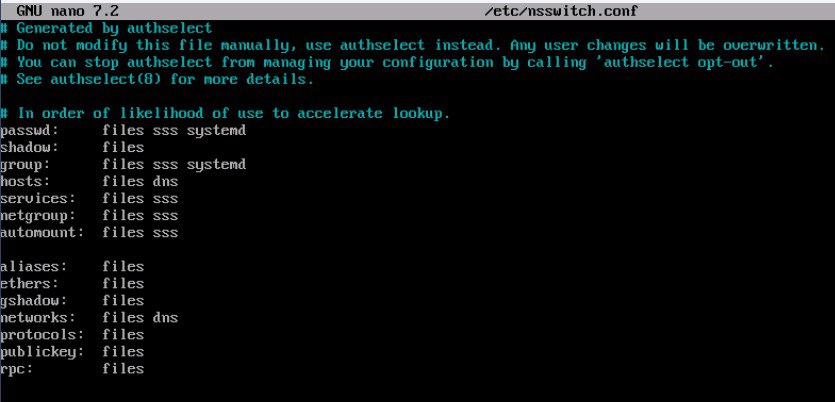 GNU nano 7.2 /etc/nsswitch.conf
# Generated by authselect
# Do not modify this file manually, use authselect instead. Any user changes will be overwritten.
# You can stop authselect from managing your configuration by calling 'authselect opt-out'.
# See authselect(8) for more details.
# In order of likelihood of use to accelerate lookup.
passwd: files sss systemd
shadow: files
group: files sss systemd
hosts: files dns
services: files sss
netgroup: files sss
automount: files sss
aliases: files
ethers: files
gshadow: files
networks: files dns
protocols: files
publickey: files
rpc: files